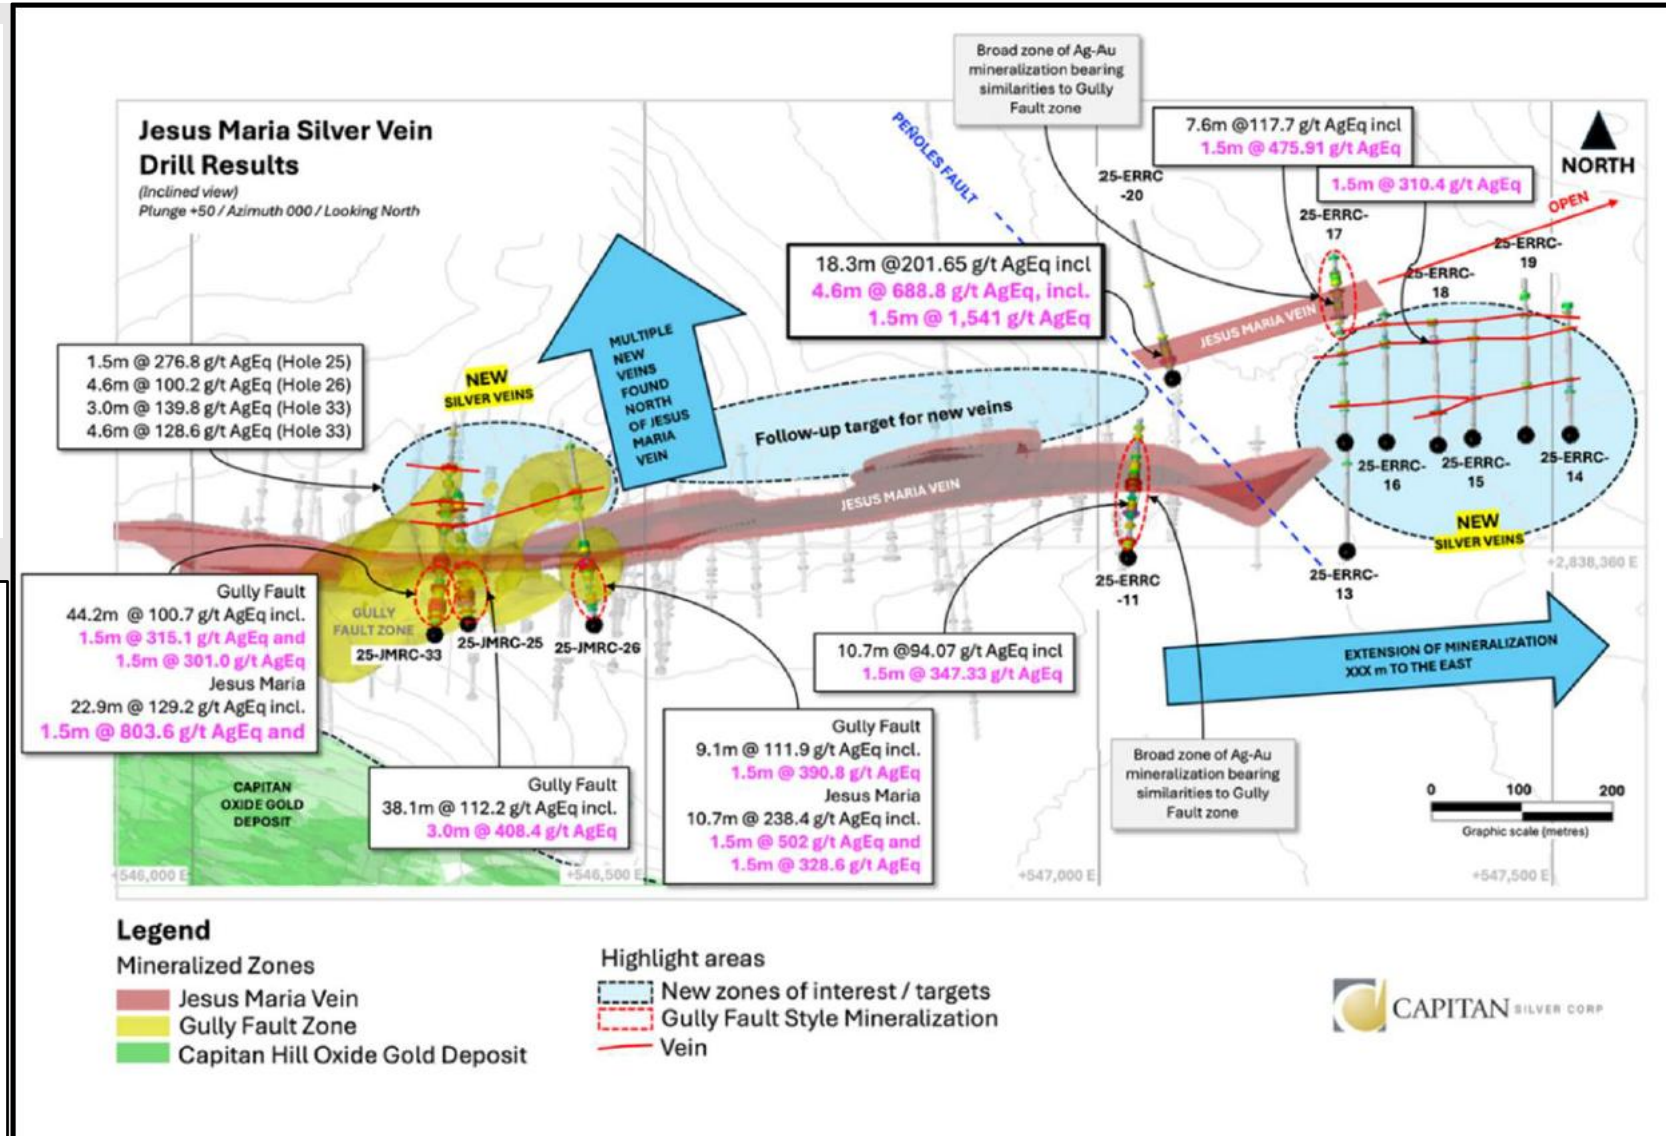 Jesus Maria Silver Vein
Drill Results
(Inclined view)
Plunge +50 / Azimuth 000 / Looking North
Broad zone of Ag-Au
mineralization bearing
similarities to Gully
Fault zone
PEÑOLES FAULT
7.6m @117.7 g/t AgEq incl
1.5m @ 475.91 g/t AgEq
1.5m @ 310.4 g/t AgEq
NORTH
OPEN
25-ERRC
-20
25-ERRC-
17
25-ERRC-
18
25-ERRC-
19
18.3m @201.65 g/t AgEq incl
4.6m @ 688.8 g/t AgEq, incl.
1.5m @ 1,541 g/t AgEq
JESUS MARIA VEIN
MULTIPLE
NEW
VEINS
FOUND
NORTH
OF JESUS
MARIA
VEIN
1.5m @ 276.8 g/t AgEq (Hole 25)
4.6m @ 100.2 g/t AgEq (Hole 26)
3.0m @ 139.8 g/t AgEq (Hole 33)
4.6m @ 128.6 g/t AgEq (Hole 33)
NEW
SILVER VEINS
Follow-up target for new veins
JESUS MARIA VEIN
25-ERRC-
16
25-ERRC-
15
25-ERRC-
14
NEW
SILVER VEINS
+2,838,360 E
25-ERRC
-11
25-ERRC-
13
Gully Fault
44.2m @ 100.7 g/t AgEq incl.
1.5m @ 315.1 g/t AgEq and
1.5m @ 301.0 g/t AgEq
Jesus Maria
22.9m @ 129.2 g/t AgEq incl.
1.5m @ 803.6 g/t AgEq and
GULLY
FAULT ZONE
25-JMRC-33
25-JMRC-25
25-JMRC-26
10.7m @94.07 g/t AgEq incl
1.5m @ 347.33 g/t AgEq
EXTENSION OF MINERALIZATION
XXX m TO THE EAST
Gully Fault
9.1m @ 111.9 g/t AgEq incl.
1.5m @ 390.8 g/t AgEq
Jesus Maria
10.7m @ 238.4 g/t AgEq incl.
1.5m @ 502 g/t AgEq and
1.5m @ 328.6 g/t AgEq
Broad zone of Ag-Au
mineralization bearing
similarities to Gully
Fault zone
CAPITAN
OXIDE GOLD
DEPOSIT
Gully Fault
38.1m @ 112.2 g/t AgEq incl.
3.0m @ 408.4 g/t AgEq
0 100 200
Graphic scale (metres)
+546,000 E
+546,500 E
+547,000 E
+547,500 E
Legend
Mineralized Zones
Jesus Maria Vein
Gully Fault Zone
Capitan Hill Oxide Gold Deposit
Highlight areas
New zones of interest / targets
Gully Fault Style Mineralization
Vein
CAPITAN SILVER CORP